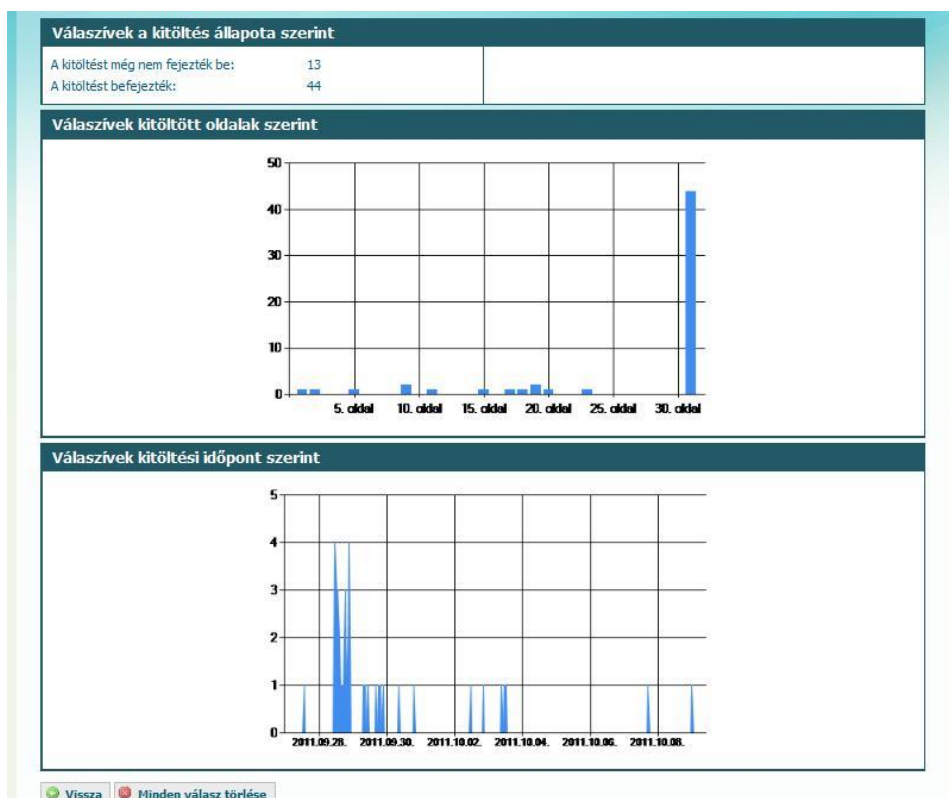 Válaszívek a kitöltés állapota szerint
A kitöltést még nem fejezték be: 13
A kitöltést befejezték: 44
Válaszívek kitöltött oldalak szerint
50
40
30
20
10
0
5. oldal 10. oldal 15. oldal 20. oldal 25. oldal 30. oldal
Válaszívek kitöltési időpont szerint
5
4
3
2
1
0
2011.09.28. 2011.09.30. 2011.10.02. 2011.10.04. 2011.10.06. 2011.10.08.
Vissza Minden válasz törlése